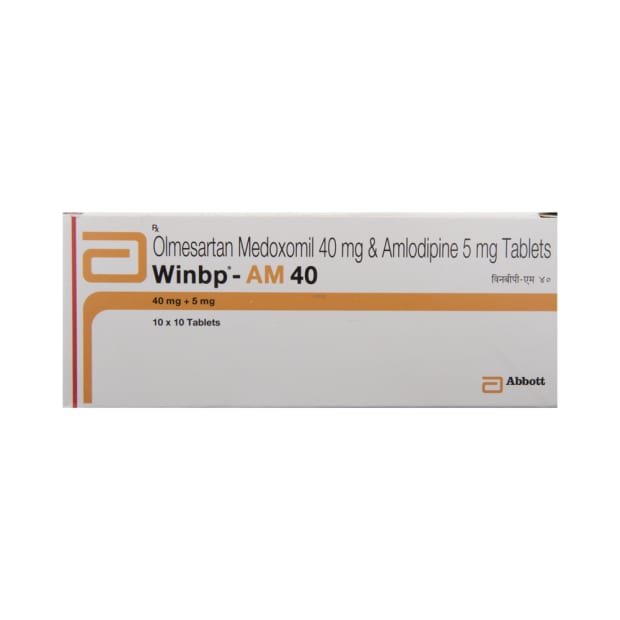 Rx
Olmesartan Medoxomil 40 mg & Amlodipine 5 mg Tablets
Winbp®- AM 40
विनबीपी-एम ४०
40 mg + 5 mg
10 x 10 Tablets
Abbott